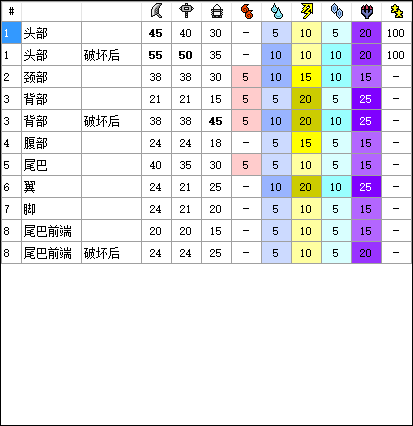 #
1 头部 45 40 30 – 5 10 5 20 100
1 头部 破坏后 55 50 35 – 10 10 10 20 100
2 颈部 38 38 30 5 10 15 10 15 –
3 背部 21 21 15 5 5 20 5 25 –
3 背部 破坏后 38 38 45 5 10 20 10 25 –
4 腹部 24 24 18 – 5 15 5 15 –
5 尾巴 40 35 30 5 5 10 5 15 –
6 翼 24 21 25 – 10 20 10 25 –
7 脚 24 21 20 – 5 10 5 15 –
8 尾巴前端 20 20 15 – 5 10 5 15 –
8 尾巴前端 破坏后 24 24 25 – 5 10 5 20 –